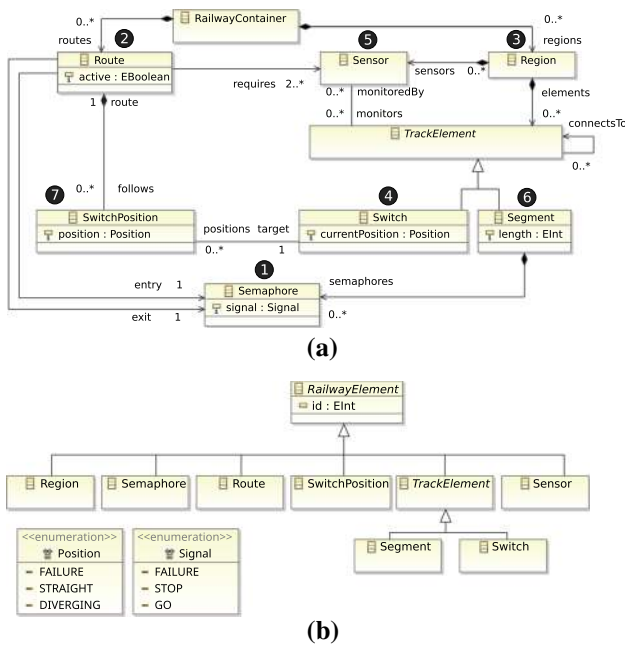 RailwayContainer
0..*
routes
0..*
regions
2
5
3
Route
active : EBoolean
Sensor
Region
sensors 0..*
requires 2..*
0..* monitoredBy
elements
1 route
0..* monitors
0..*
connectsTo
TrackElement
0..*
0..* follows
7
4
6
SwitchPosition
position : Position
positions target
0..* 1
Switch
currentPosition : Position
Segment
length : EInt
1
entry 1
semaphores
Semaphore
signal : Signal
exit 1
0..*
(a)
RailwayElement
id : EInt
Region
Semaphore
Route
SwitchPosition
TrackElement
Sensor
<<enumeration>>
Position
FAILURE
STRAIGHT
DIVERGING
<<enumeration>>
Signal
FAILURE
STOP
GO
Segment
Switch
(b)